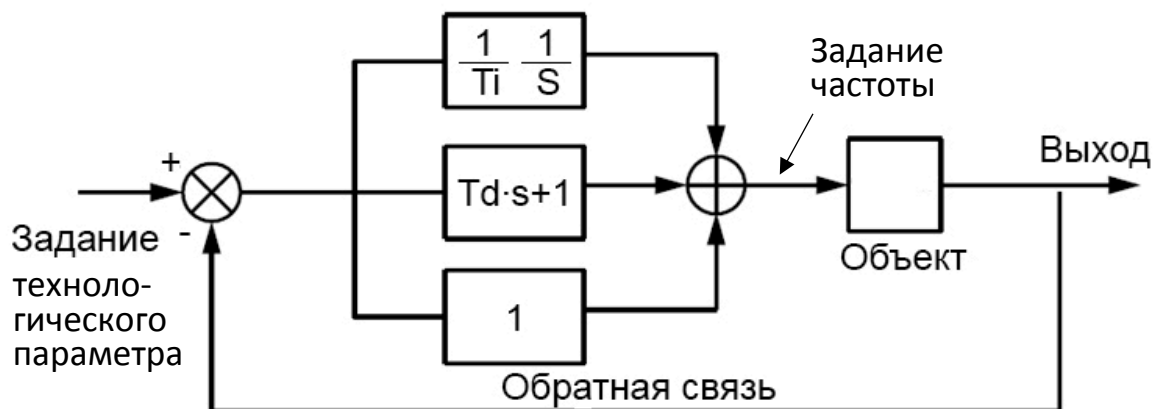 1 1
Ti S
Задание
частоты
Выход
+
Td·s+1
-
Задание
техноло-
гического
параметра
Объект
1
Обратная связь